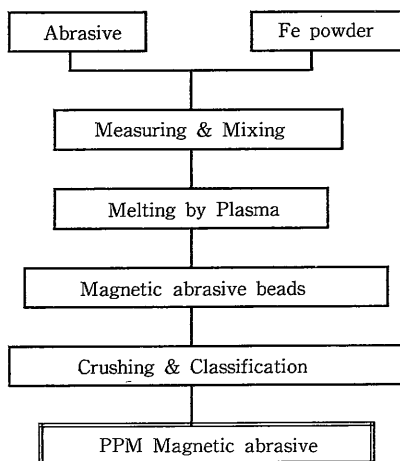 Abrasive
Fe powder
Measuring & Mixing
Melting by Plasma
Magnetic abrasive beads
Crushing & Classification
PPM Magnetic abrasive